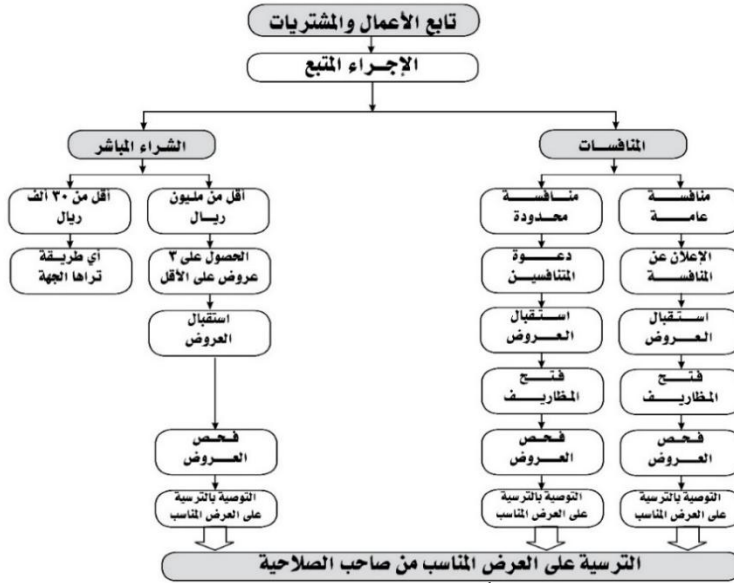 تابع الأعمال والمشتريات
الإجراء المتبع
المنافسات
الشراء المباشر
منافسة
عامة
منافسة
محدودة
أقل من مليون
ريال
أقل من ٣٠ ألف
ريال
الإعلان عن
المنافسة
دعوة
المتنافسين
الحصول على ٣
عروض على الأقل
أي طريقة
تراها الجهة
استقبال
العروض
استقبال
العروض
استقبال
العروض
فتح
المظاريف
فتح
المظاريف
فحص
العروض
فحص
العروض
فحص
العروض
التوصية بالترسية
على العرض المناسب
التوصية بالترسية
على العرض المناسب
التوصية بالترسية
على العرض المناسب
الترسية على العرض المناسب من صاحب الصلاحية